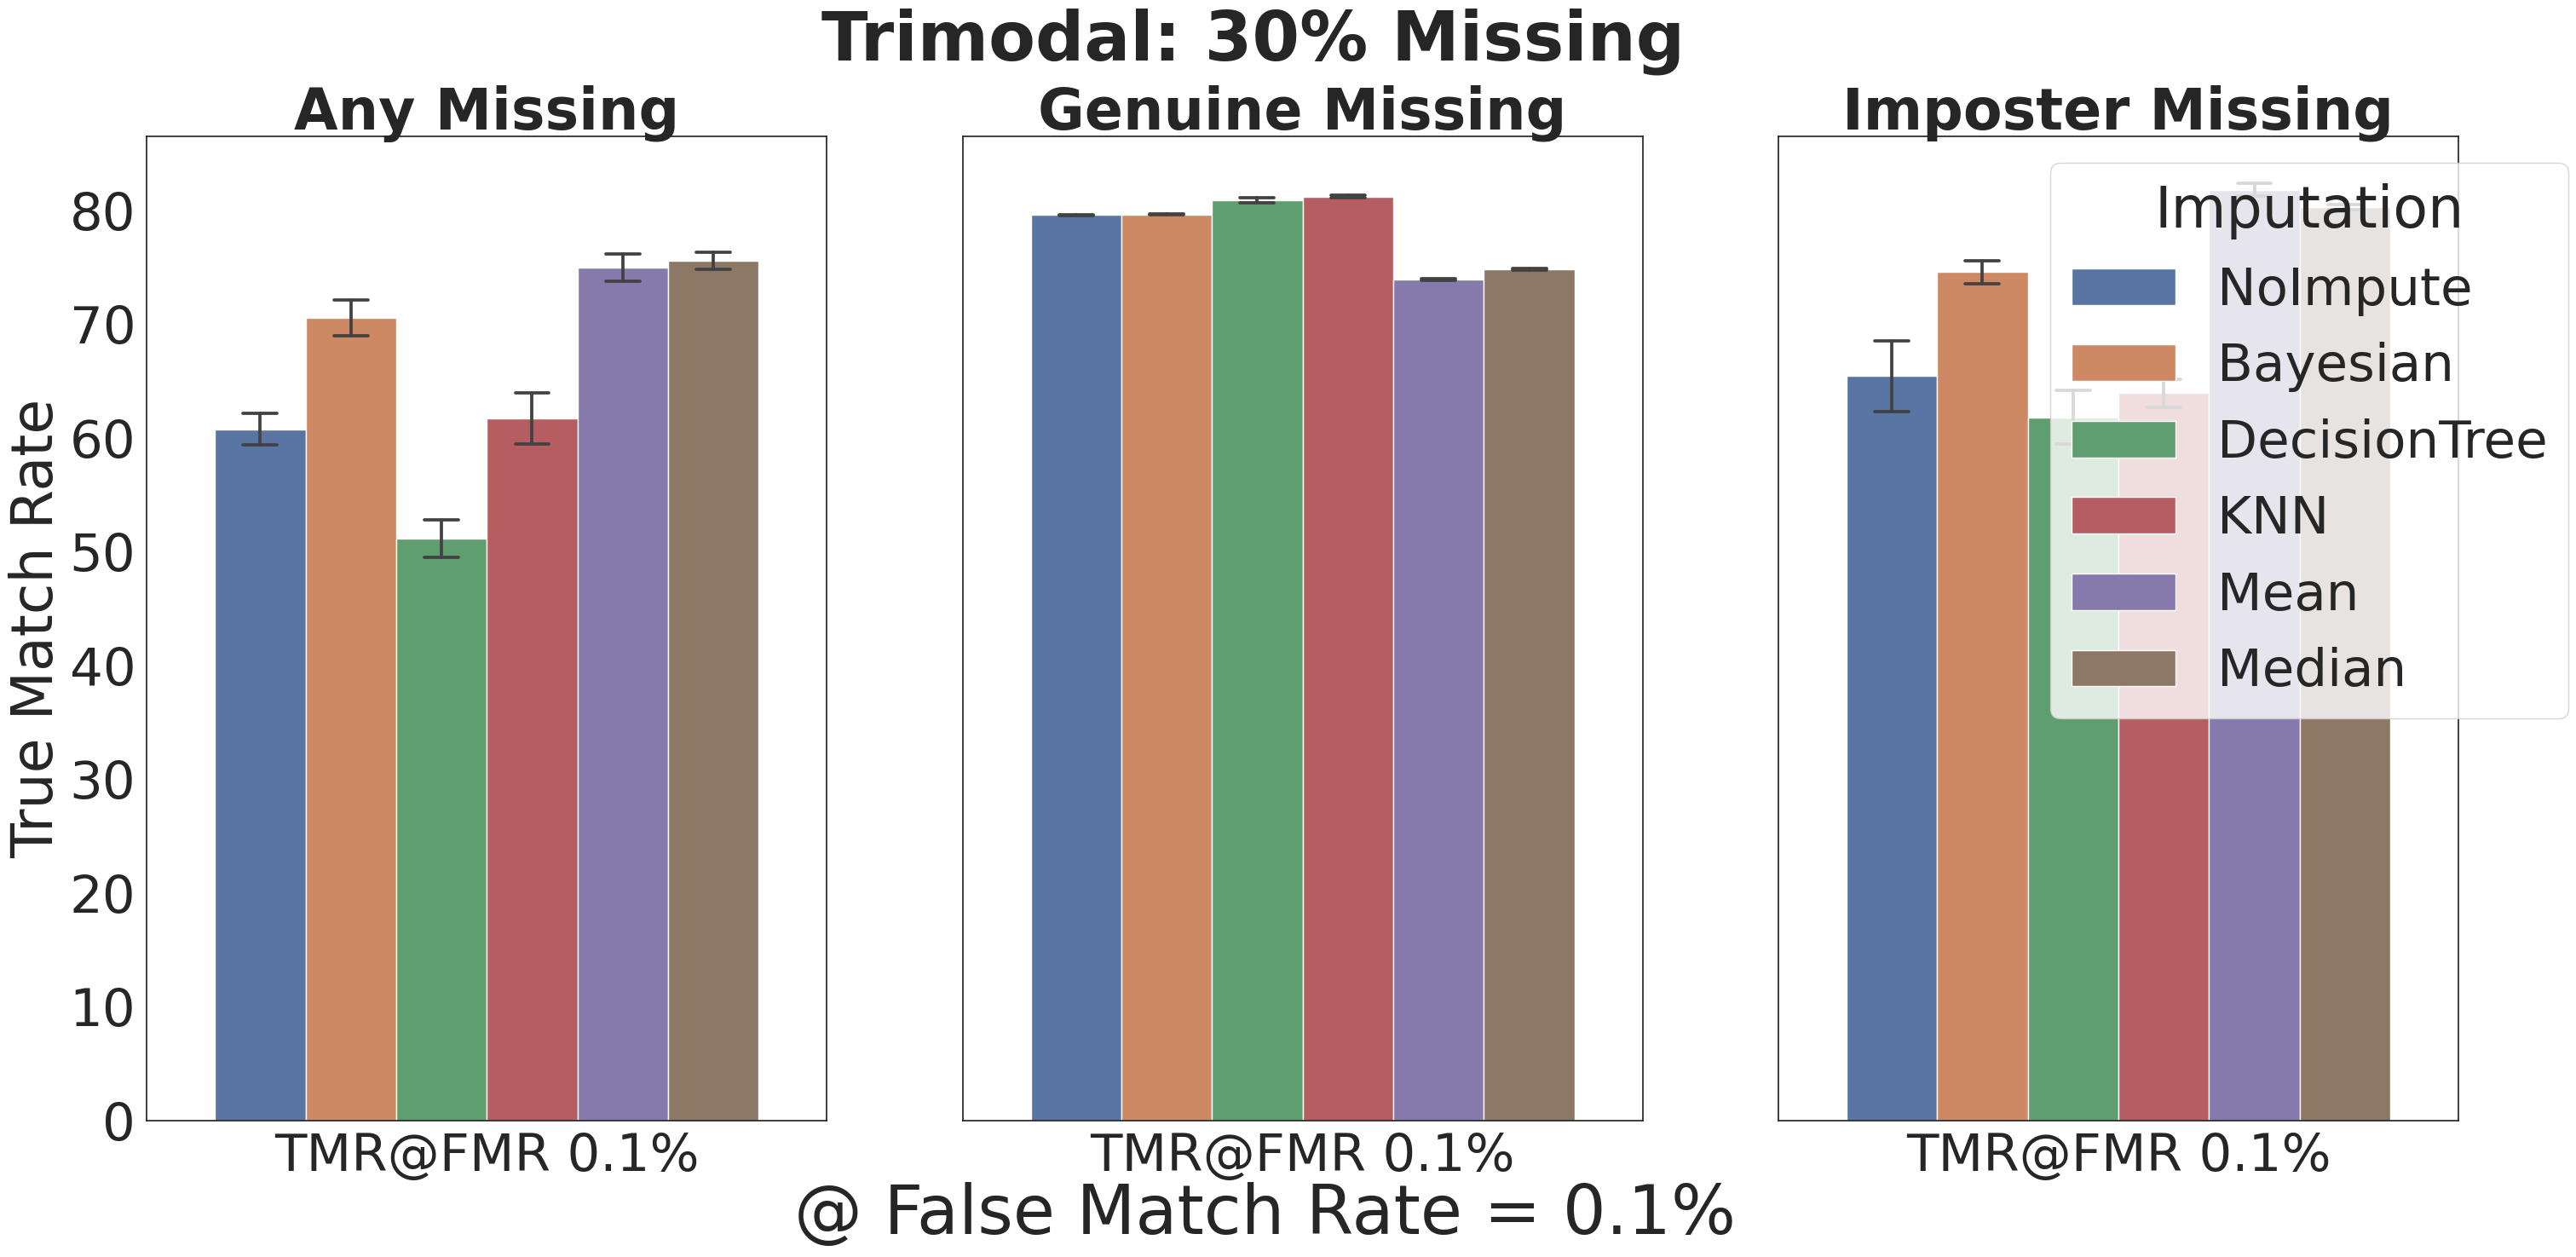 Trimodal: 30% Missing
Any Missing
Genuine Missing
Imposter Missing
True Match Rate
80
70
60
50
40
30
20
10
0
Imputation
NoImpute
Bayesian
DecisionTree
KNN
Mean
Median
TMR@FMR 0.1%
TMR@FMR 0.1%
TMR@FMR 0.1%
@ False Match Rate = 0.1%